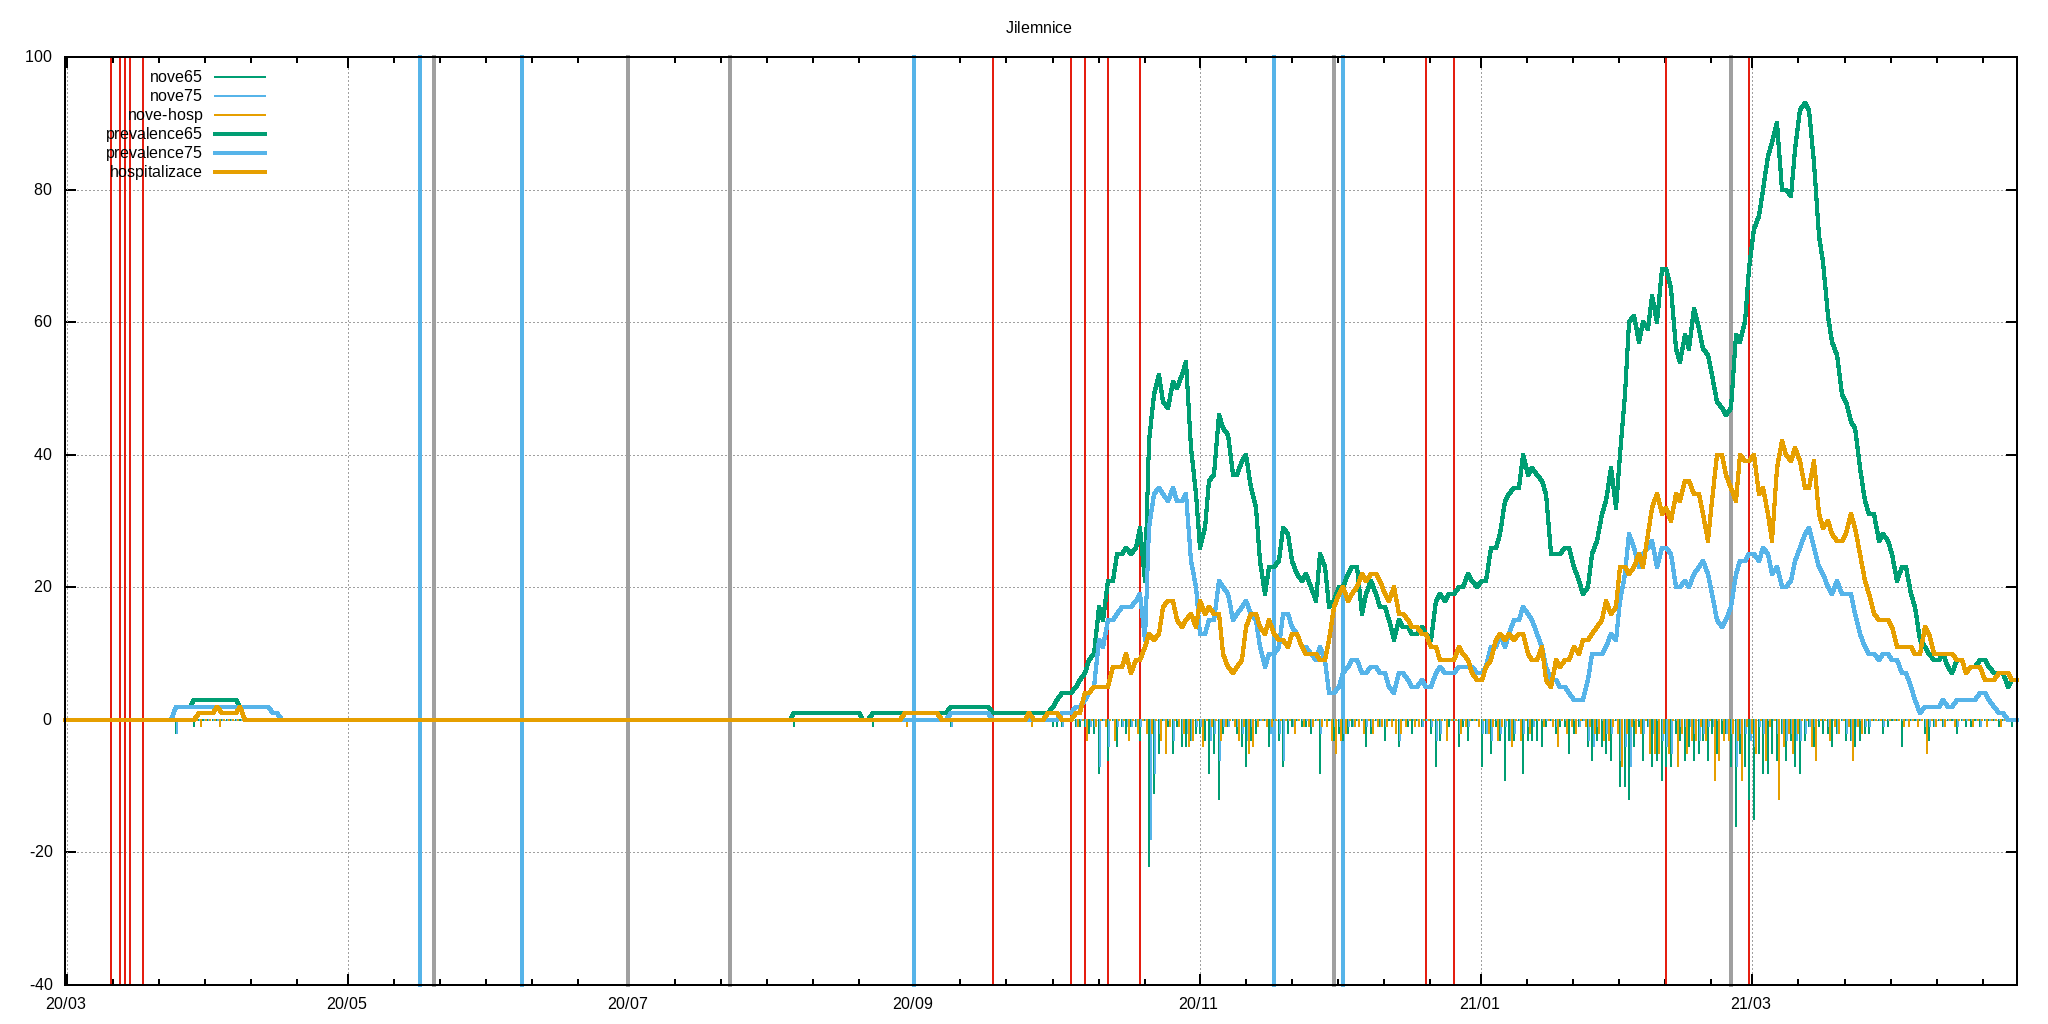 Jilemnice
100
80
60
40
20
0
-20
-40
nove65
nove75
nove-hosp
prevalence65
prevalence75
hospitalizace
20/03 20/05 20/07 20/09 20/11 21/01 21/03